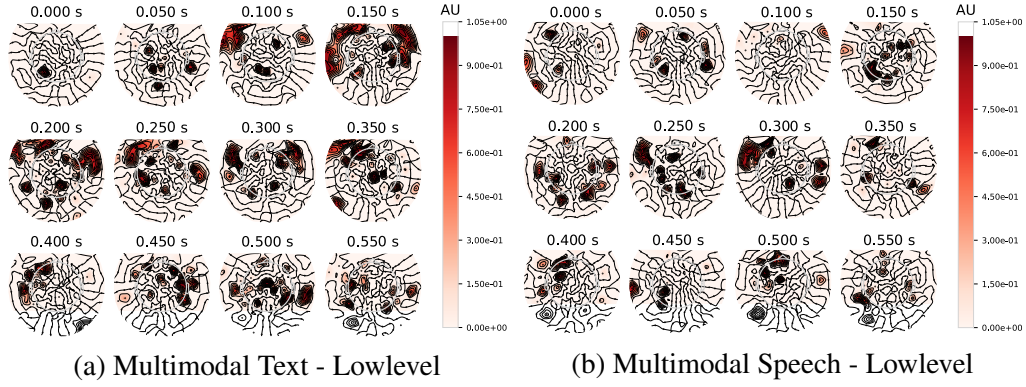 0.000 s 0.050 s 0.100 s 0.150 s AU
1.05e+00
9.00e-01
7.50e-01
6.00e-01
4.50e-01
3.00e-01
1.50e-01
0.00e+00
0.200 s 0.250 s 0.300 s 0.350 s
0.400 s 0.450 s 0.500 s 0.550 s
(a) Multimodal Text - Lowlevel
0.000 s 0.050 s 0.100 s 0.150 s AU
1.05e+00
9.00e-01
7.50e-01
6.00e-01
4.50e-01
3.00e-01
1.50e-01
0.00e+00
0.200 s 0.250 s 0.300 s 0.350 s
0.400 s 0.450 s 0.500 s 0.550 s
(b) Multimodal Speech - Lowlevel